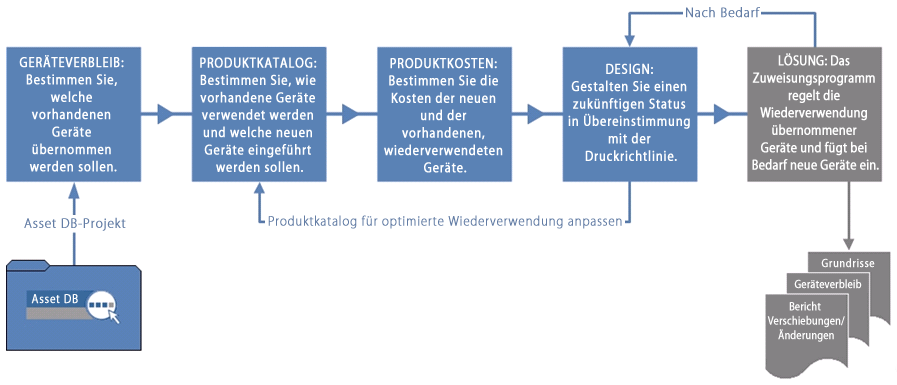 Nach Bedarf
GERÄTEVERBLEIB:
Bestimmen Sie,
welche
vorhandenen
Geräte
übernommen
werden sollen.
PRODUKTKATALOG:
Bestimmen Sie, wie
vorhandene Geräte
verwendet werden
und welche neuen
Geräte eingeführt
werden sollen.
PRODUKTKOSTEN:
Bestimmen Sie die
Kosten der neuen
und der
vorhandenen,
wiederverwendeten
Geräte.
DESIGN:
Gestalten Sie einen
zukünftigen Status
in Übereinstimmung
mit der
Druckrichtlinie.
LÖSUNG: Das
Zuweisungsprogramm
regelt die
Wiederverwendung
übernommener
Geräte und fügt bei
Bedarf neue Geräte ein.
Asset DB-Projekt
Produktkatalog für optimierte Wiederverwendung anpassen
Asset DB
Grundrisse
Geräteverbleib
Bericht
Verschiebungen/
Änderungen